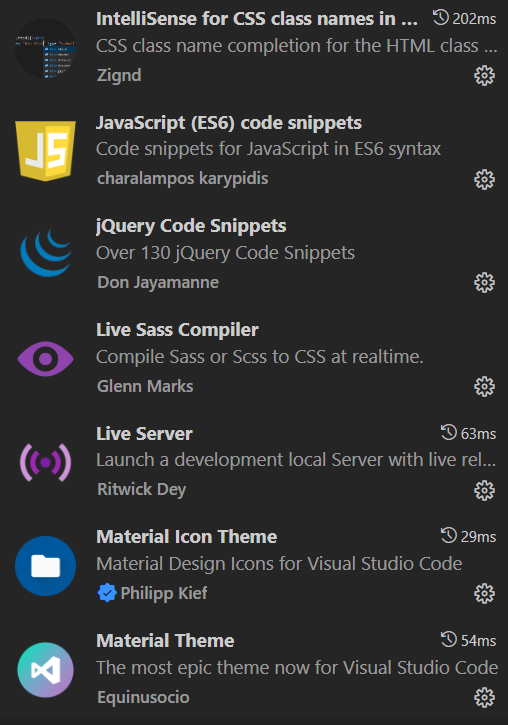 IntelliSense for CSS class names in ... 202ms
CSS class name completion for the HTML class ...
Zignd
JavaScript (ES6) code snippets
Code snippets for JavaScript in ES6 syntax
charalampos karypidis
jQuery Code Snippets
Over 130 jQuery Code Snippets
Don Jayamanne
Live Sass Compiler
Compile Sass or Scss to CSS at realtime.
Glenn Marks
Live Server 63ms
Launch a development local Server with live rel...
Ritwick Dey
Material Icon Theme 29ms
Material Design Icons for Visual Studio Code
Philipp Kief
Material Theme 54ms
The most epic theme now for Visual Studio Code
Equinusocio
JS